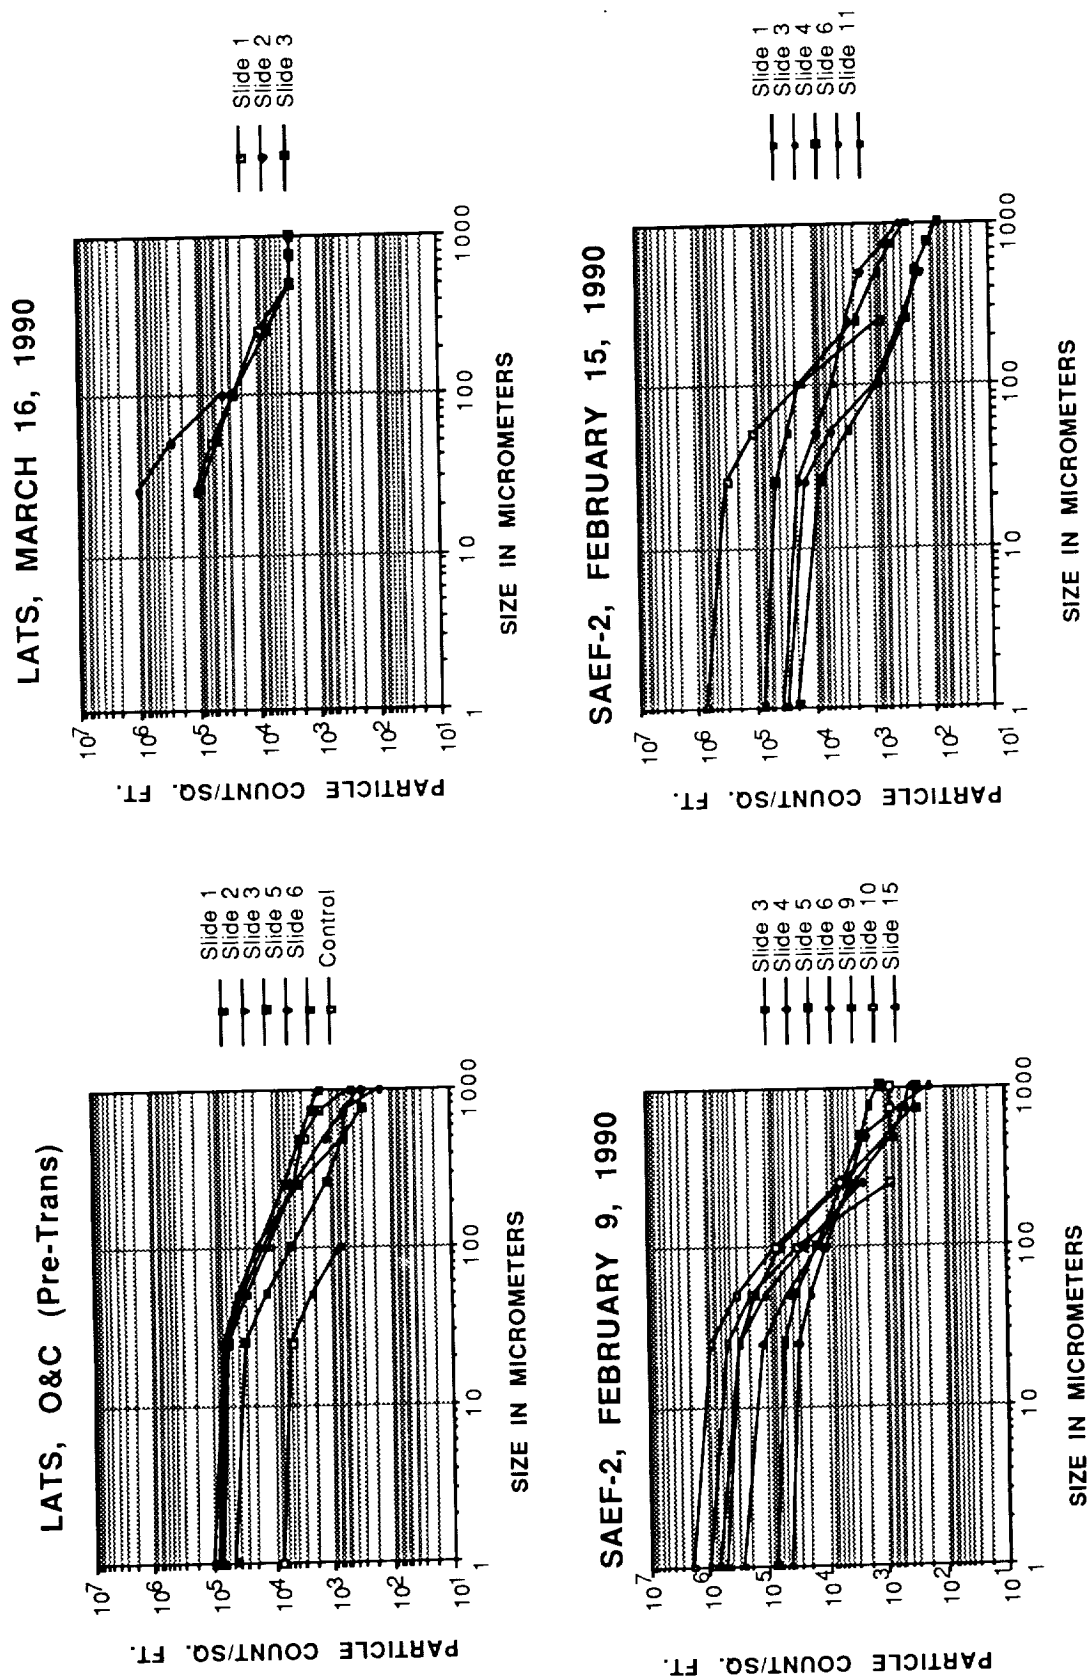 LATS, O&C (Pre-Trans)
10⁷
10⁶
10⁵
10⁴
10³
10²
10¹
1
10
100
1000
PARTICLE COUNT/SQ. FT.
SIZE IN MICROMETERS
Slide 1
Slide 2
Slide 3
Slide 5
Slide 6
Control
LATS, MARCH 16, 1990
10⁷
10⁶
10⁵
10⁴
10³
10²
10¹
1
10
100
1000
PARTICLE COUNT/SQ. FT.
SIZE IN MICROMETERS
Slide 1
Slide 2
Slide 3
SAEF-2, FEBRUARY 9, 1990
10⁷
10⁶
10⁵
10⁴
10³
10²
10¹
1
10
100
1000
PARTICLE COUNT/SQ. FT.
SIZE IN MICROMETERS
Slide 3
Slide 4
Slide 5
Slide 6
Slide 9
Slide 10
Slide 15
SAEF-2, FEBRUARY 15, 1990
10⁷
10⁶
10⁵
10⁴
10³
10²
10¹
1
10
100
1000
PARTICLE COUNT/SQ. FT.
SIZE IN MICROMETERS
Slide 1
Slide 3
Slide 4
Slide 6
Slide 11